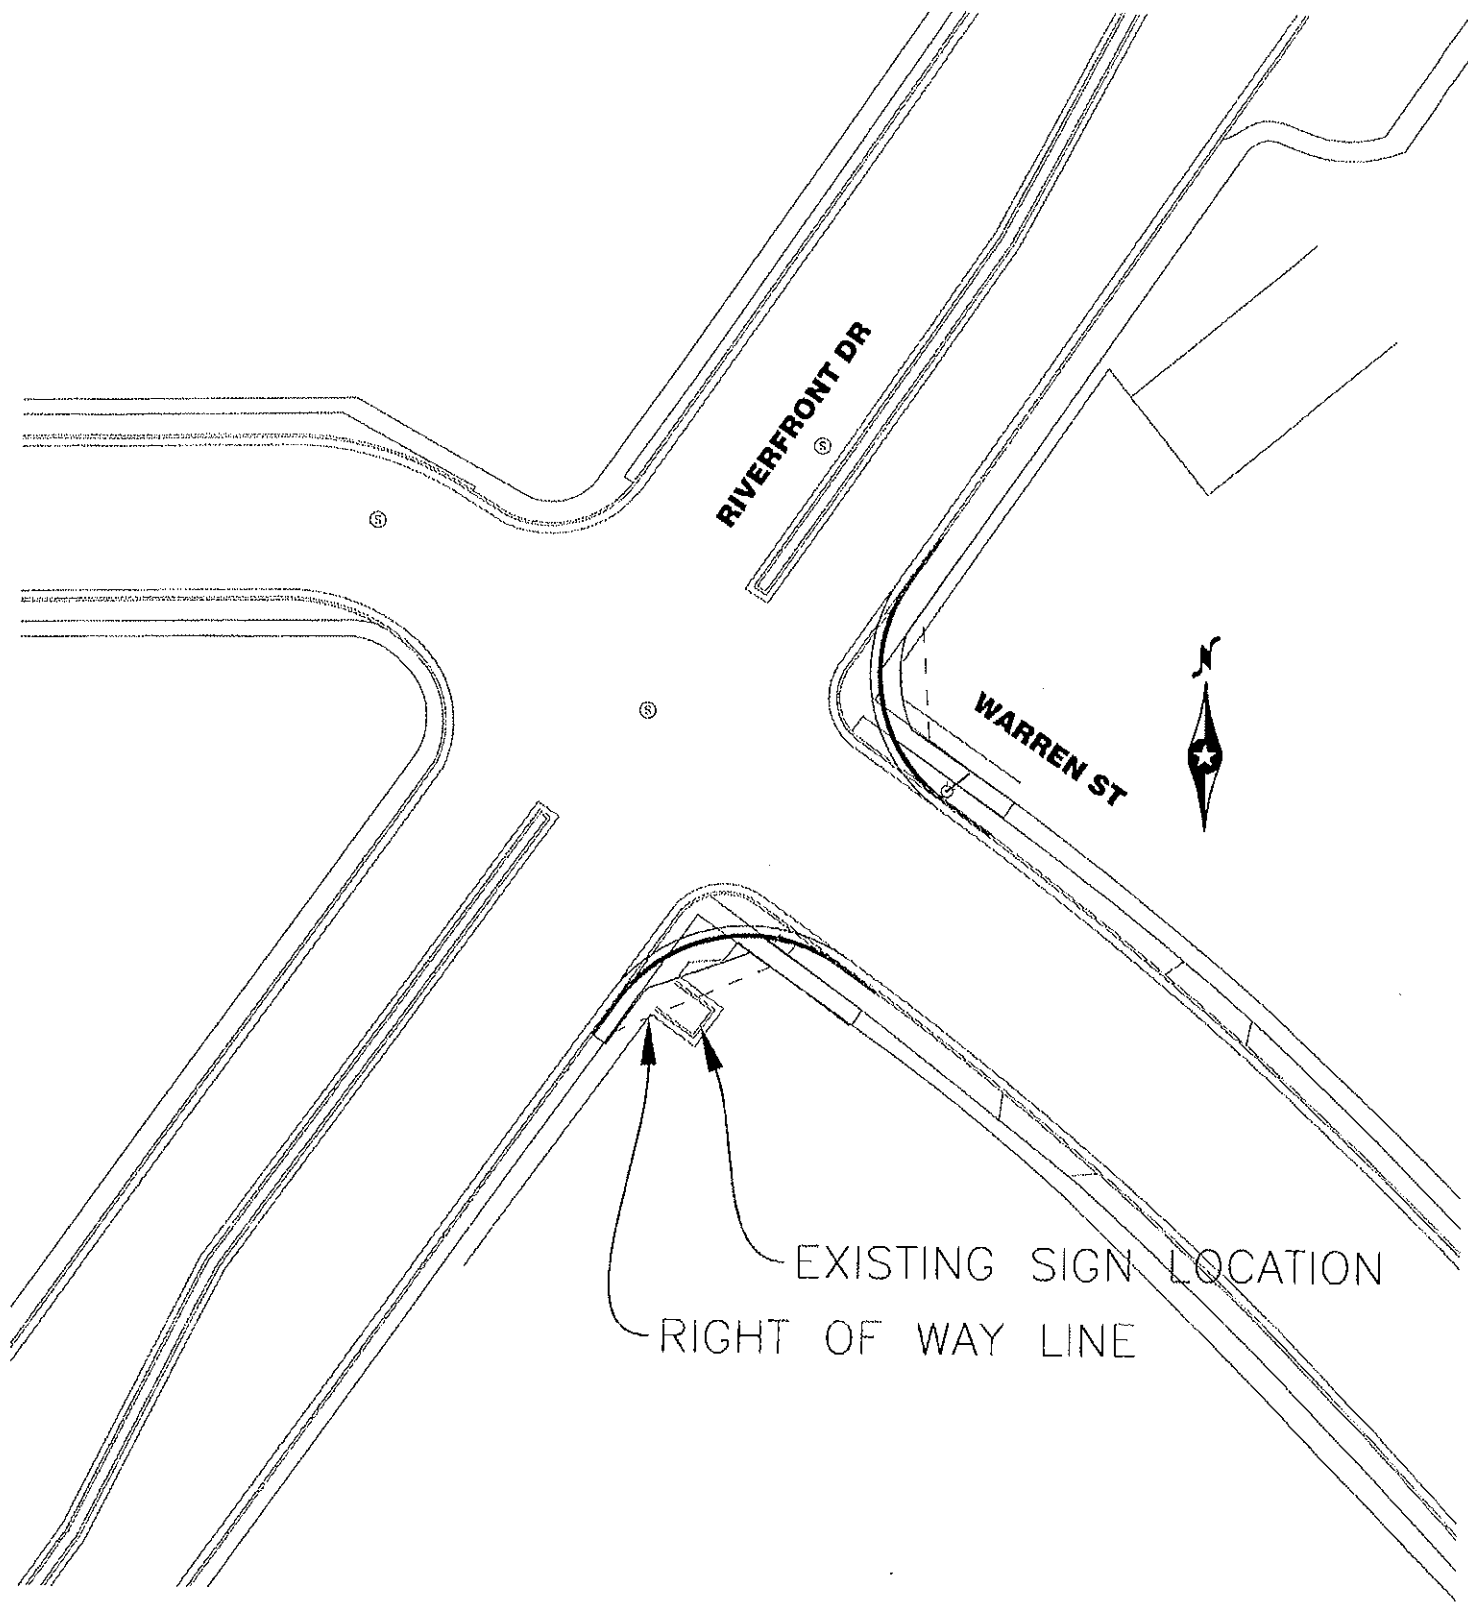 RIVERFRONT DR
S
S
S
N
WARREN ST
EXISTING SIGN LOCATION
RIGHT OF WAY LINE